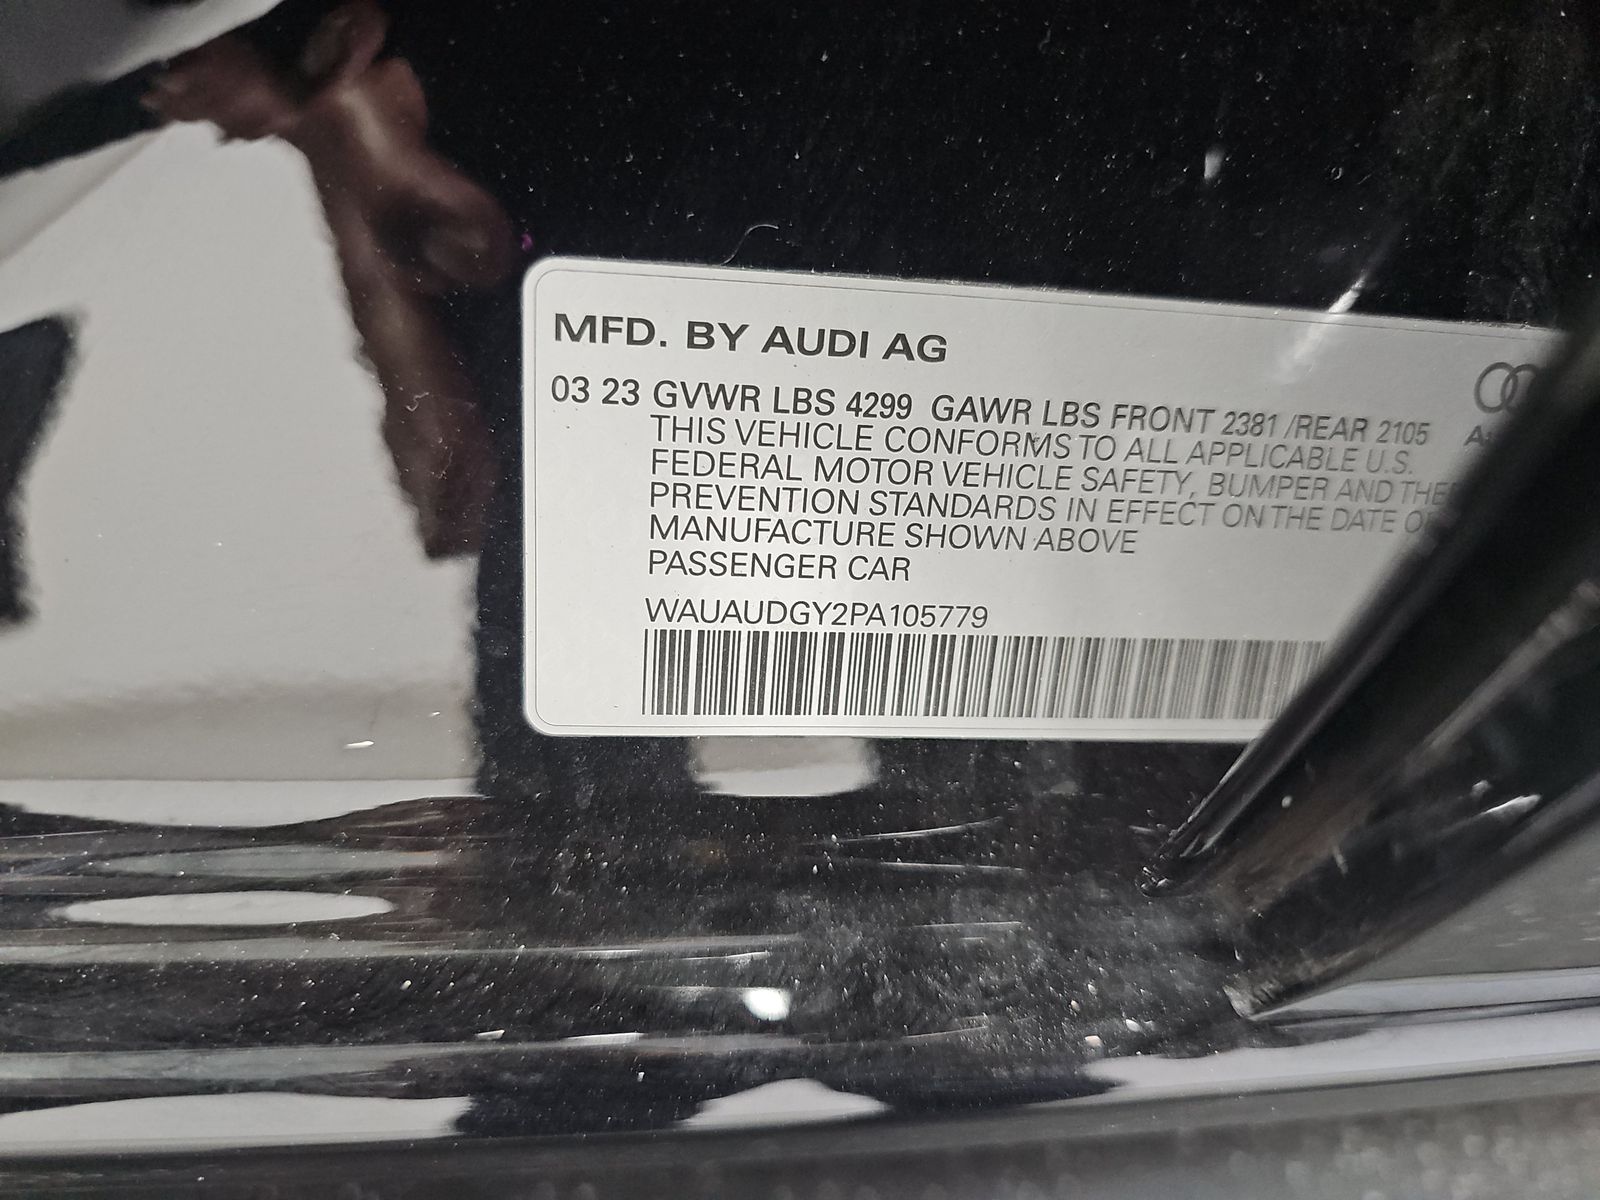 MFD. BY AUDI AG
03 23 GVWR LBS 4299 GAWR LBS FRONT 2381 /REAR 2105
THIS VEHICLE CONFORMS TO ALL APPLICABLE U.S.
FEDERAL MOTOR VEHICLE SAFETY, BUMPER AND
PREVENTION STANDARDS IN EFFECT ON THE DATE
MANUFACTURE SHOWN ABOVE
PASSENGER CAR
WAUAUDGY2PA105779